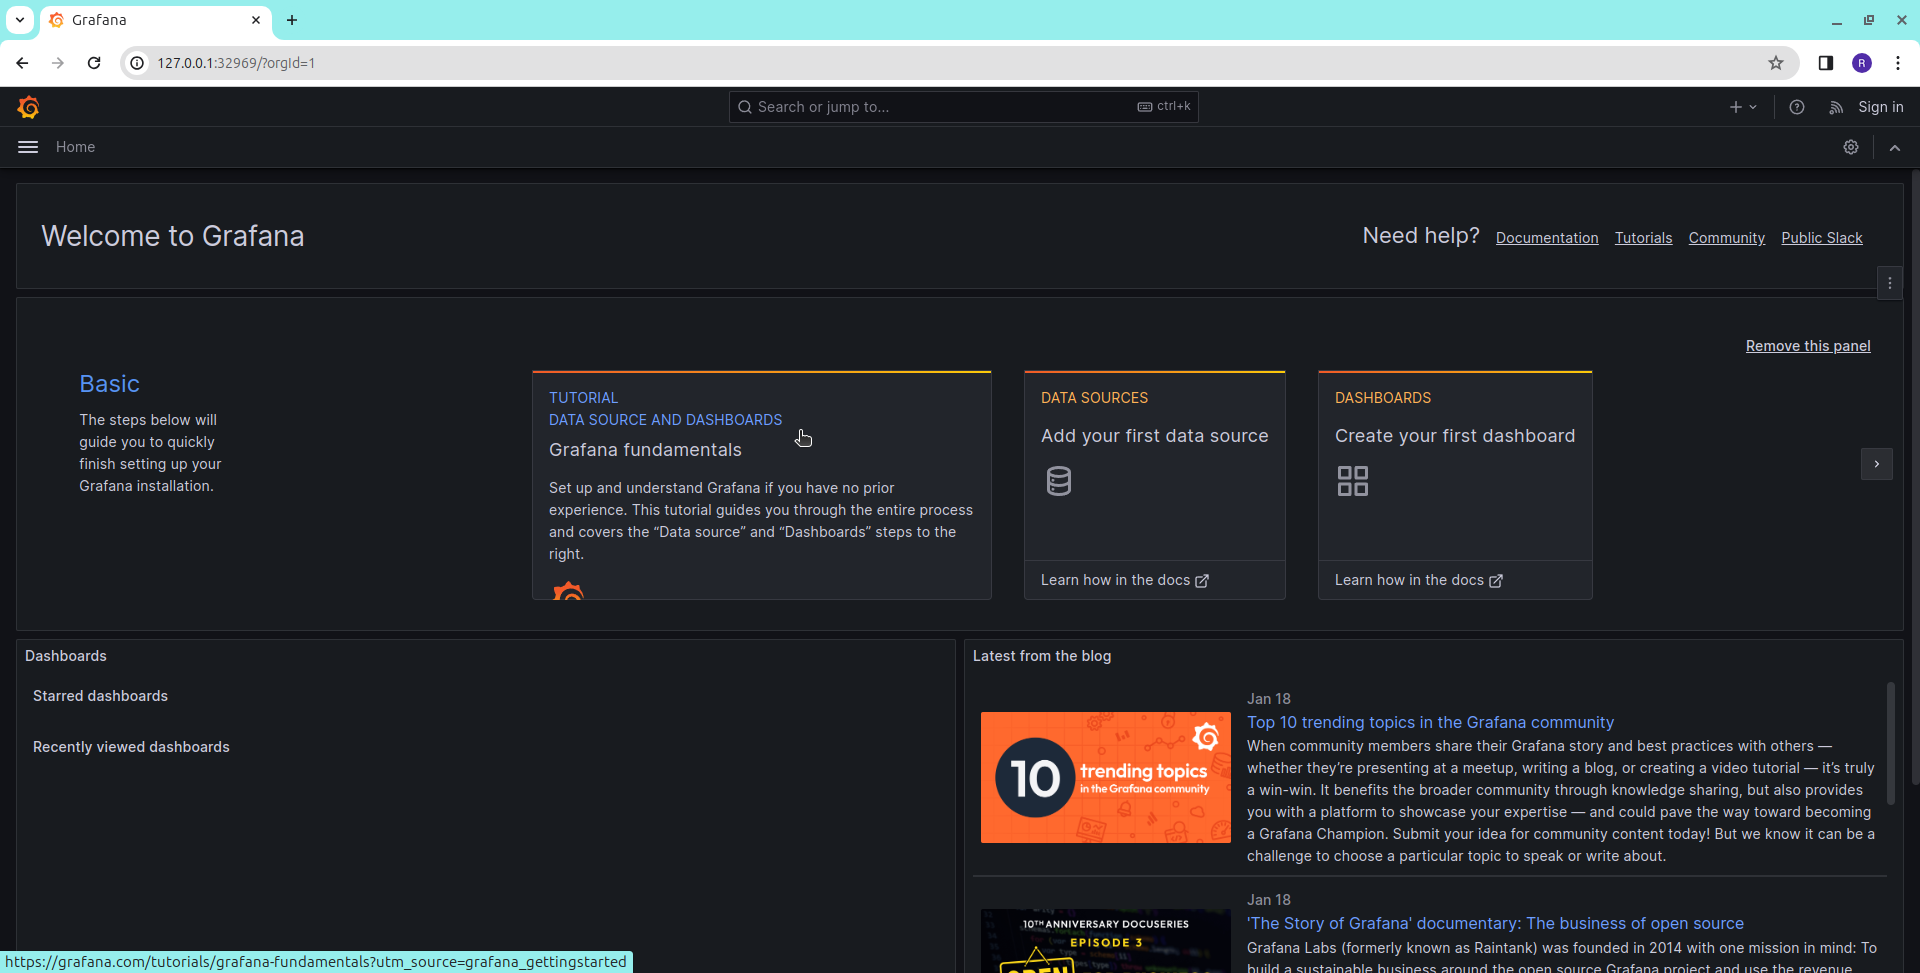 Grafana
127.0.0.1:32969/?orgId=1
R
Search or jump to...
ctrl+k
Sign in
Home
Welcome to Grafana
Need help?
Documentation
Tutorials
Community
Public Slack
Remove this panel
Basic
The steps below will
guide you to quickly
finish setting up your
Grafana installation.
TUTORIAL
DATA SOURCE AND DASHBOARDS
Grafana fundamentals
Set up and understand Grafana if you have no prior
experience. This tutorial guides you through the entire process
and covers the “Data source” and “Dashboards” steps to the
right.
DATA SOURCES
Add your first data source
Learn how in the docs
DASHBOARDS
Create your first dashboard
Learn how in the docs
Dashboards
Starred dashboards
Recently viewed dashboards
Latest from the blog
10
trending topics
in the Grafana community
Jan 18
Top 10 trending topics in the Grafana community
When community members share their Grafana story and best practices with others —
whether they’re presenting at a meetup, writing a blog, or creating a video tutorial — it’s truly
a win-win. It benefits the broader community through knowledge sharing, but also provides
you with a platform to showcase your expertise — and could pave the way toward becoming
a Grafana Champion. Submit your idea for community content today! But we know it can be a
challenge to choose a particular topic to speak or write about.
10TH ANNIVERSARY DOCUSERIES
EPISODE 3
OPEN
Jan 18
'The Story of Grafana' documentary: The business of open source
Grafana Labs (formerly known as Raintank) was founded in 2014 with one mission in mind: To
build a sustainable business around the open source Grafana project and use the revenue
https://grafana.com/tutorials/grafana-fundamentals?utm_source=grafana_gettingstarted